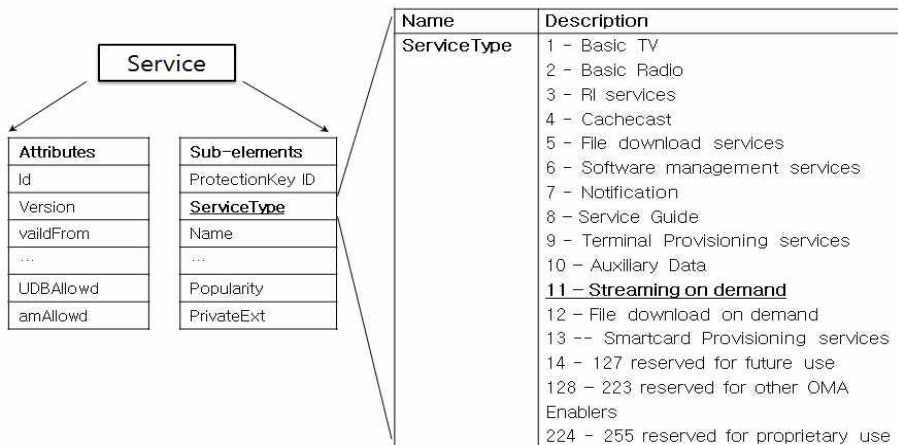 Service
Attributes
Id
Version
vaildFrom
...
UDBAllowd
amAllowd
Sub-elements
ProtectionKey ID
ServiceType
Name
...
Popularity
PrivateExt
Name Description
ServiceType
1 - Basic TV
2 - Basic Radio
3 - RI services
4 - Cachecast
5 - File download services
6 - Software management services
7 - Notification
8 - Service Guide
9 - Terminal Provisioning services
10 - Auxiliary Data
11 - Streaming on demand
12 - File download on demand
13 -- Smartcard Provisioning services
14 - 127 reserved for future use
128 - 223 reserved for other OMA
Enablers
224 - 255 reserved for proprietary use